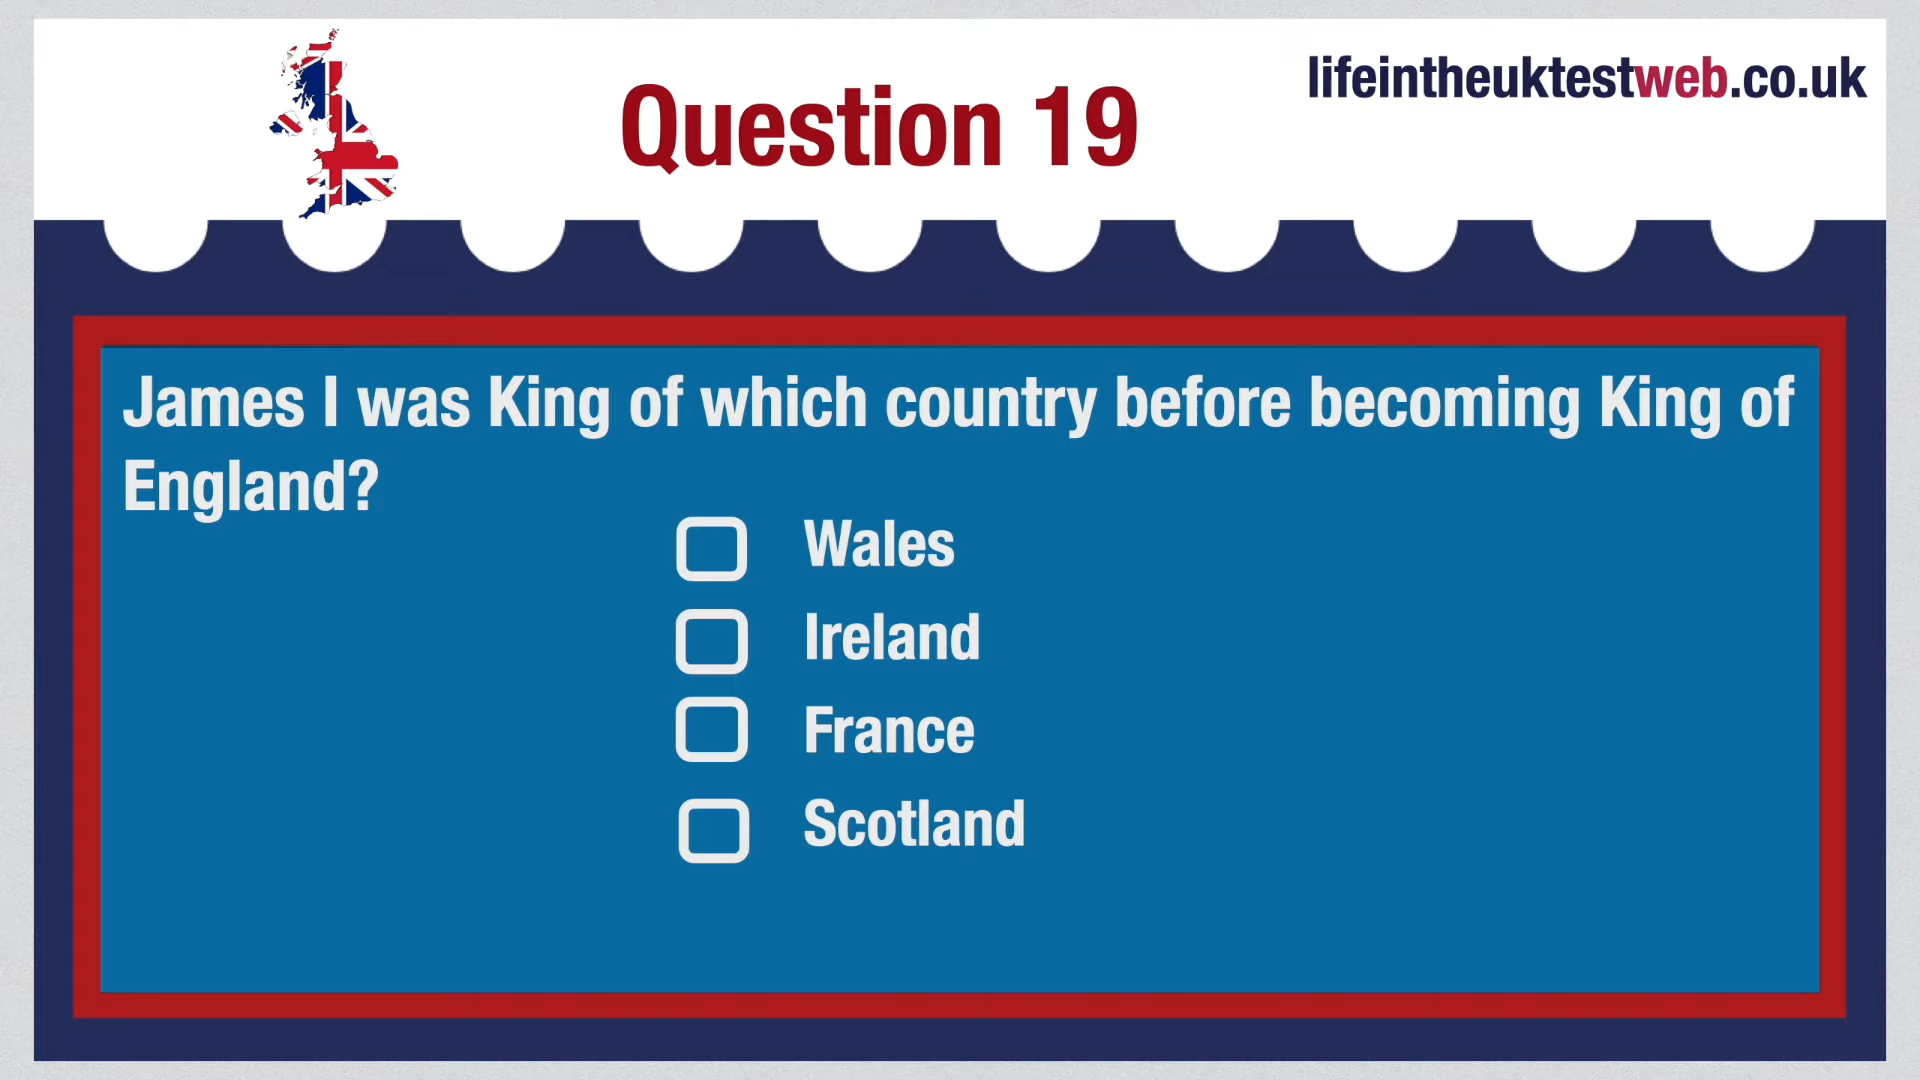 Question 19
lifeintheuktestweb.co.uk
James I was King of which country before becoming King of
England?
Wales
Ireland
France
Scotland